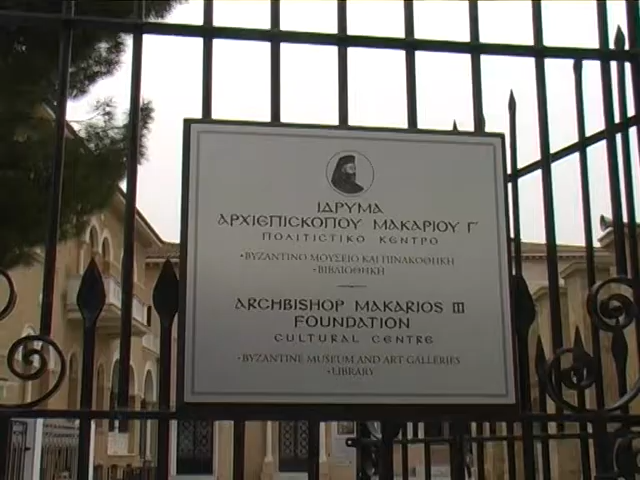 ΙΔΡΥΜΑ
ΑΡΧΙΕΠΙΣΚΟΠΟΥ ΜΑΚΑΡΙΟΥ Γ
ΠΟΛΙΤΙΣΤΙΚΟ ΚΕΝΤΡΟ
·ΒΥΖΑΝΤΙΝΟ ΜΟΥΣΕΙΟ ΚΑΙ ΠΙΝΑΚΟΘΗΚΗ
·ΒΙΒΛΙΟΘΗΚΗ
ARCHBISHOP MAKARIOS III
FOUNDATION
CULTURAL CENTRE
·BYZANTINE MUSEUM AND ART GALLERIES
·LIBRARY